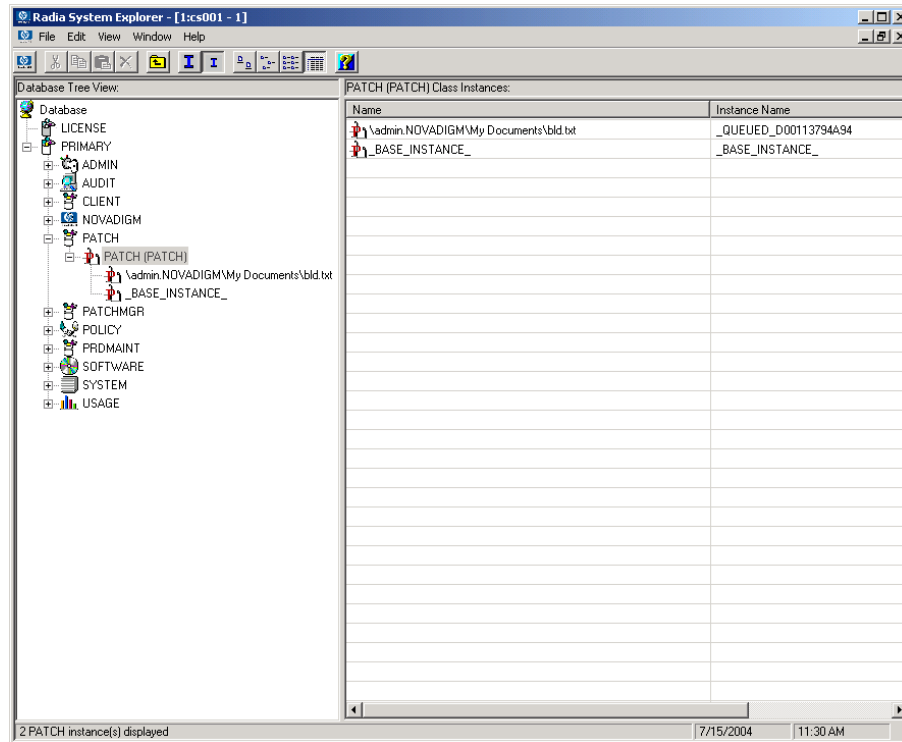 Radia System Explorer - [1:cs001 - 1]
File Edit View Window Help
Database Tree View:
PATCH (PATCH) Class Instances:
Database
LICENSE
PRIMARY
ADMIN
AUDIT
CLIENT
NOVADIGM
PATCH
PATCH (PATCH)
\admin.NOVADIGM\My Documents\bld.txt
_BASE_INSTANCE_
PATCHMGR
POLICY
PRDMAINT
SOFTWARE
SYSTEM
USAGE
Name Instance Name
\admin.NOVADIGM\My Documents\bld.txt _QUEUED_D00113794A94
_BASE_INSTANCE_ _BASE_INSTANCE_
2 PATCH instance(s) displayed 7/15/2004 11:30 AM